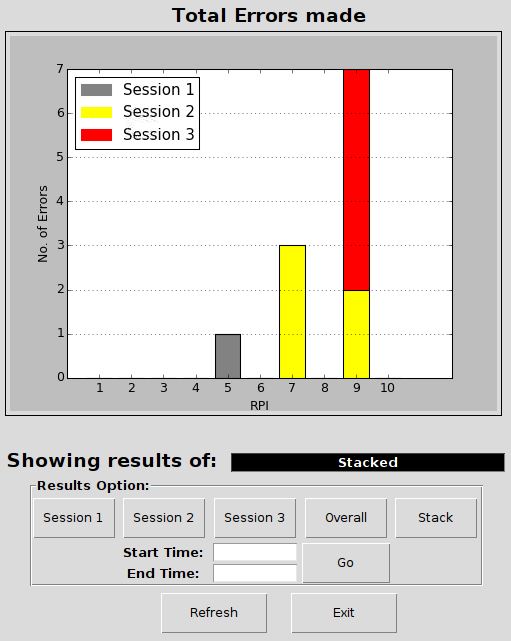 Total Errors made
7
6
5
4
3
2
1
0
No. of Errors
Session 1
Session 2
Session 3
1 2 3 4 5 6 7 8 9 10
RPI
Showing results of: Stacked
Results Option:
Session 1 Session 2 Session 3 Overall Stack
Start Time:
End Time:
Go
Refresh Exit